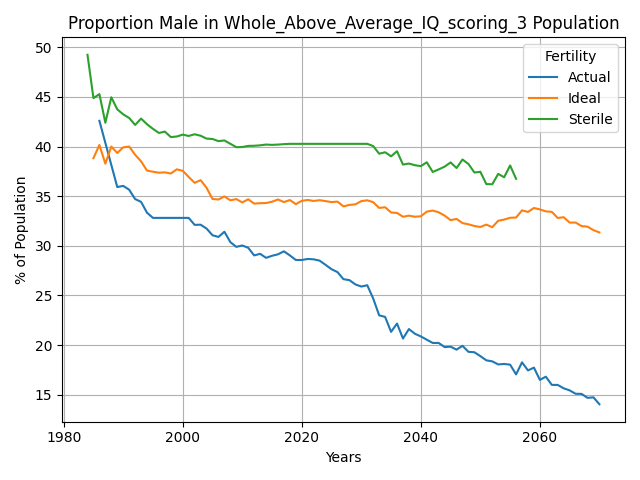 Proportion Male in Whole_Above_Average_IQ_scoring_3 Population
50
45
40
35
30
25
20
15
% of Population
Fertility
Actual
Ideal
Sterile
1980
2000
2020
2040
2060
Years